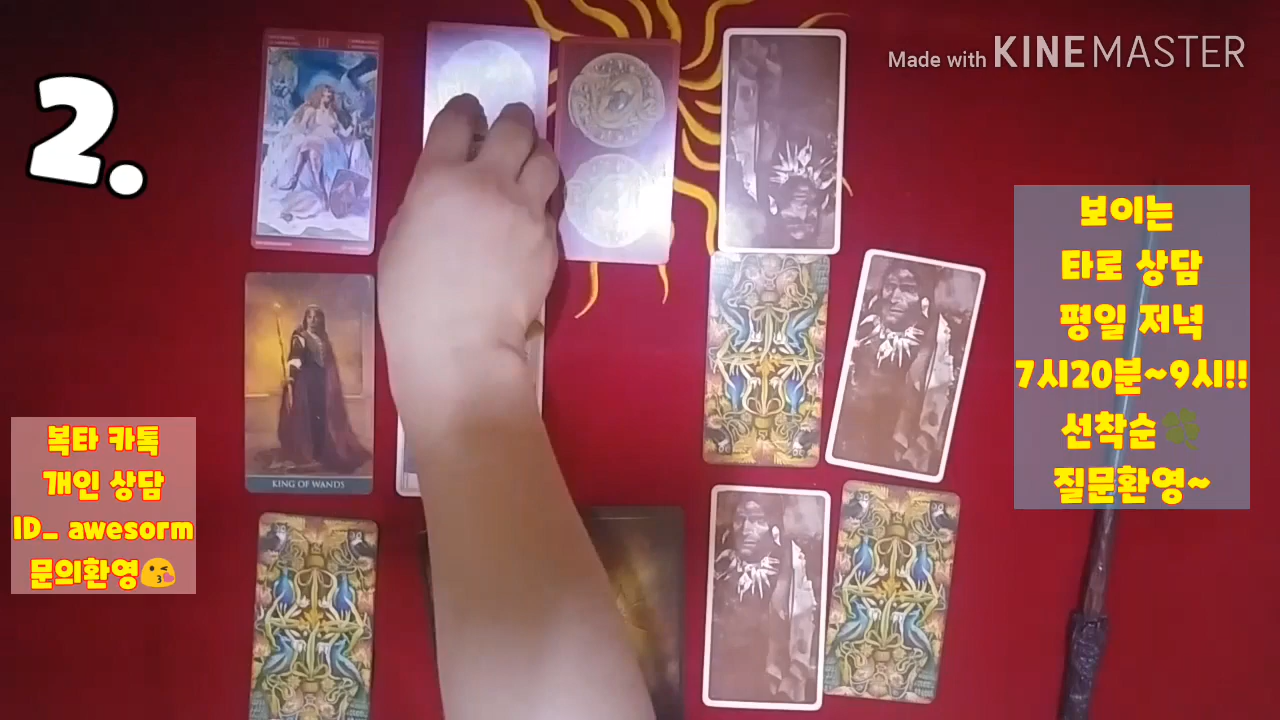 Made with KINEMASTER
2.
III
보이는
타로 상담
평일 저녁
7시20분~9시!!
선착순🍀
질문환영~
복타 카톡
개인 상담
ID_ awesorm
문의환영😘
KING OF WANDS